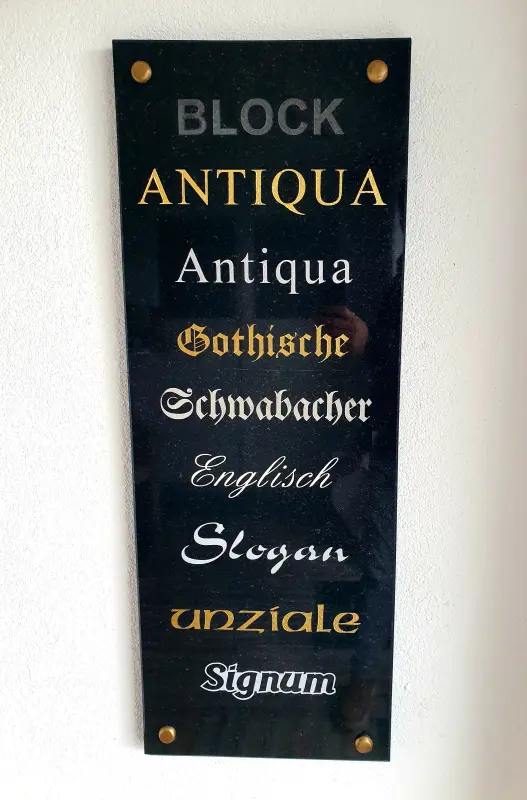 BLOCK
ANTIQUA
Antiqua
Gothische
Schwabacher
Englisch
Slogan
unziale
Signum